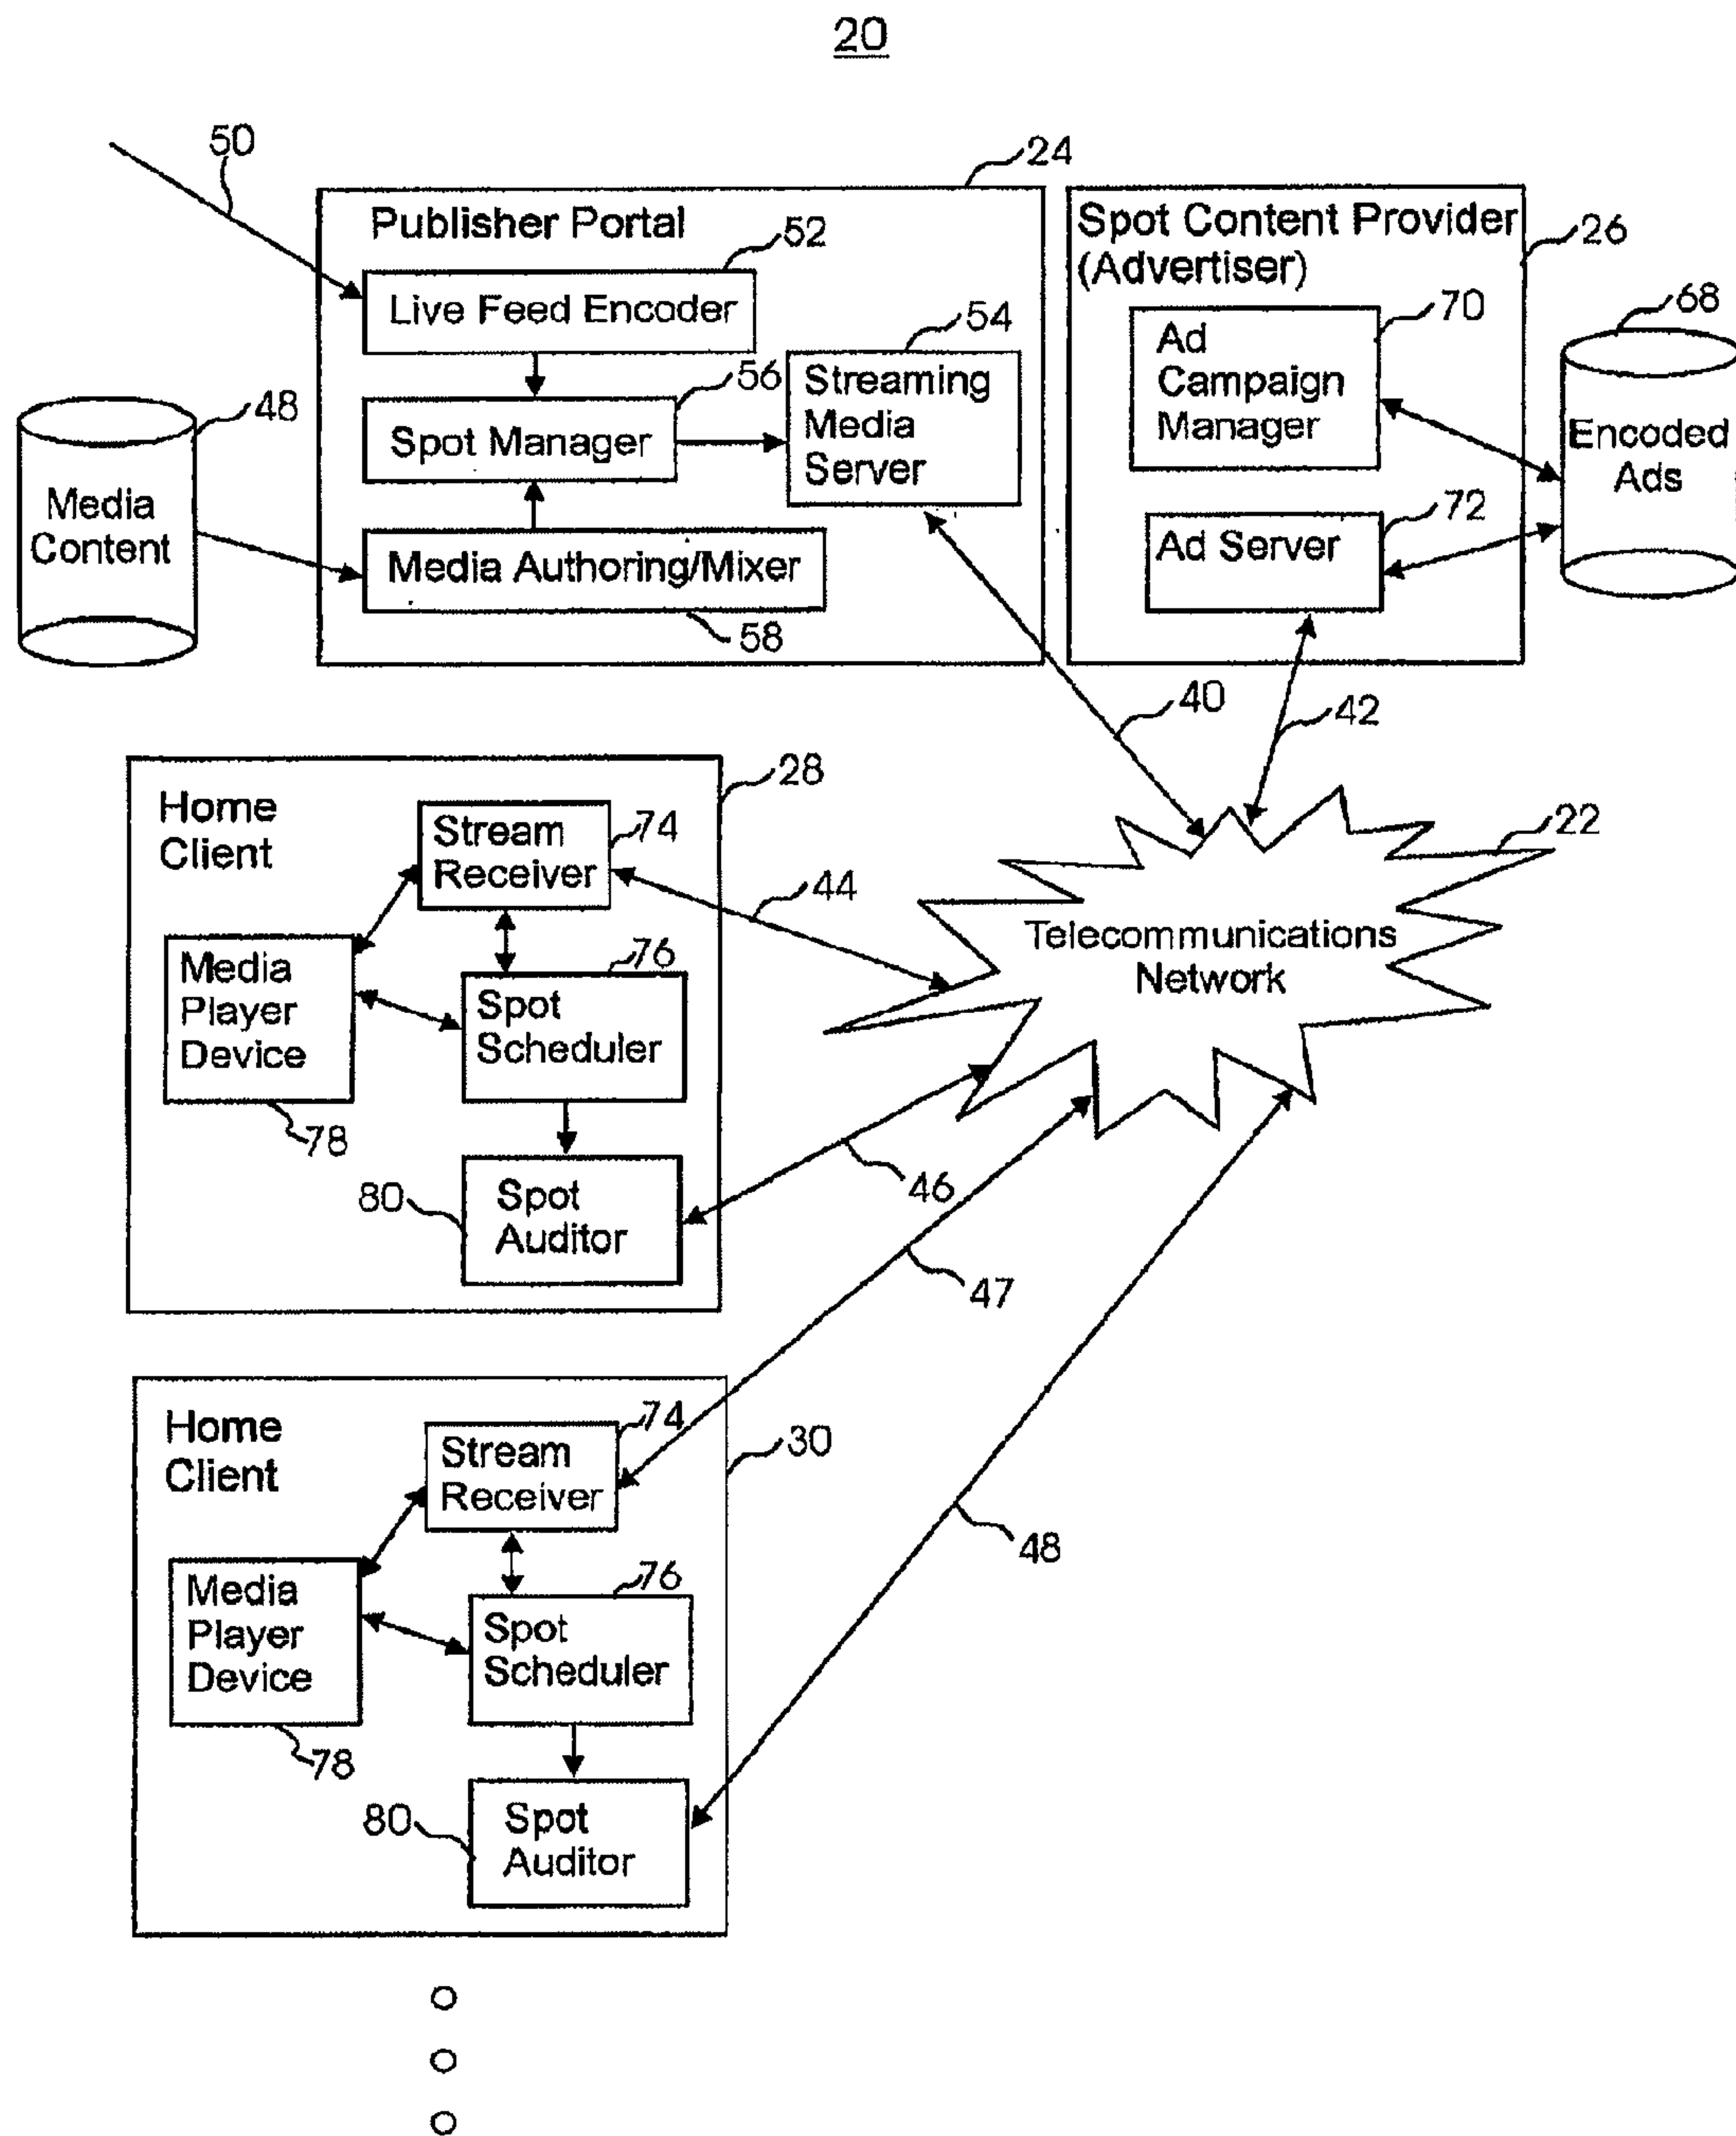 20
50
24
Publisher Portal
52
Live Feed Encoder
54
Streaming
Media
Server
56
Spot Manager
48
Media
Content
Media Authoring/Mixer
58
Spot Content Provider
(Advertiser)
26
70
Ad
Campaign
Manager
68
Encoded
Ads
72
Ad Server
40
42
28
Home
Client
Stream
Receiver
74
44
22
Telecommunications
Network
Media
Player
Device
76
Spot
Scheduler
78
80
Spot
Auditor
46
47
Home
Client
74
Stream
Receiver
30
48
Media
Player
Device
76
Spot
Scheduler
78
80
Spot
Auditor